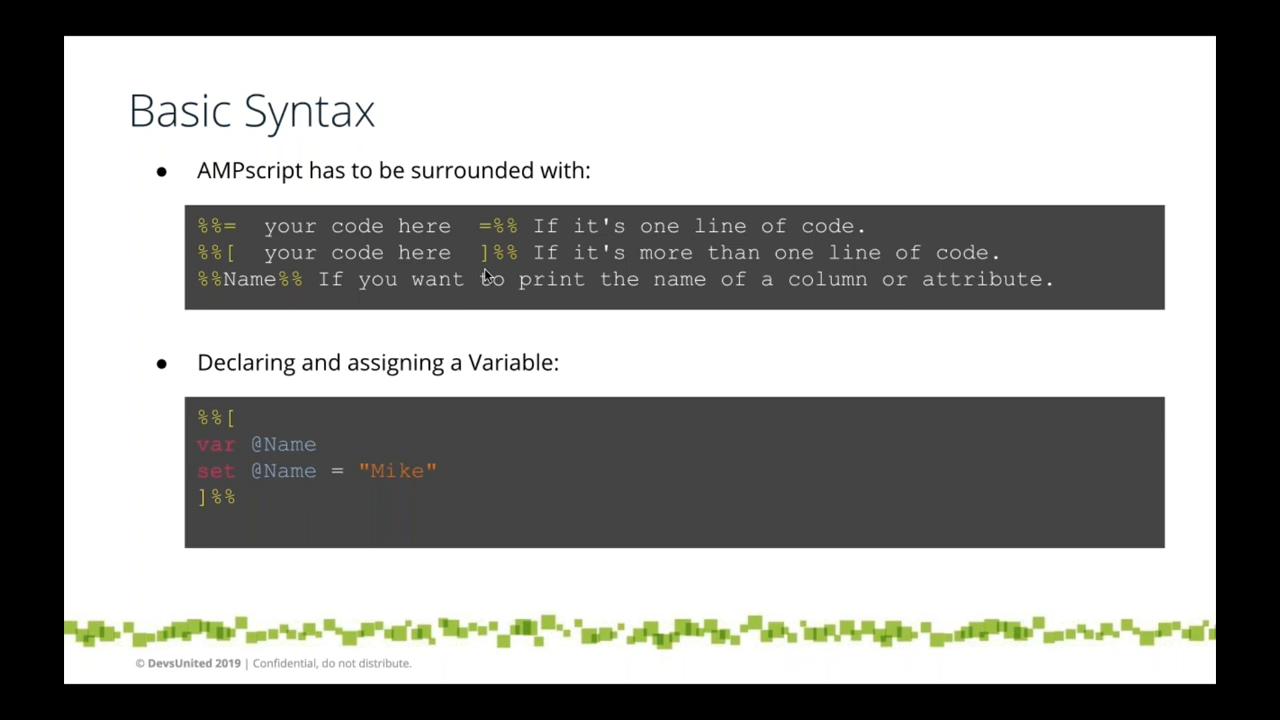 Basic Syntax
● AMPscript has to be surrounded with:
%%=  your code here  =%% If it's one line of code.
%%[  your code here  ]%% If it's more than one line of code.
%%Name%% If you want to print the name of a column or attribute.
● Declaring and assigning a Variable:
%%[
var @Name
set @Name = "Mike"
]%%
© DevsUnited 2019 | Confidential, do not distribute.